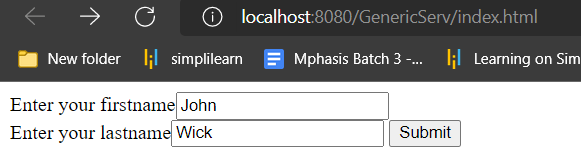 localhost:8080/GenericServ/index.html
New folder simplilearn Mphasis Batch 3 -... Learning on Sim
Enter your firstname John
Enter your lastname Wick Submit